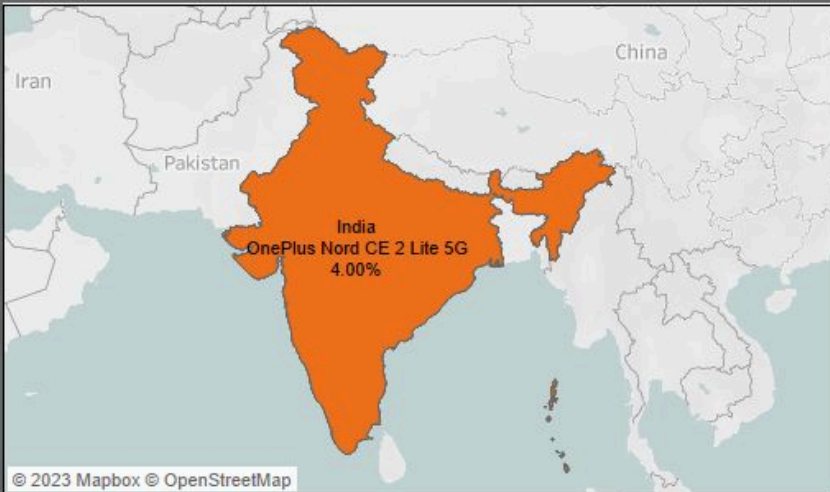 China
Iran
Pakistan
India
OnePlus Nord CE 2 Lite 5G
4.00%
© 2023 Mapbox © OpenStreetMap